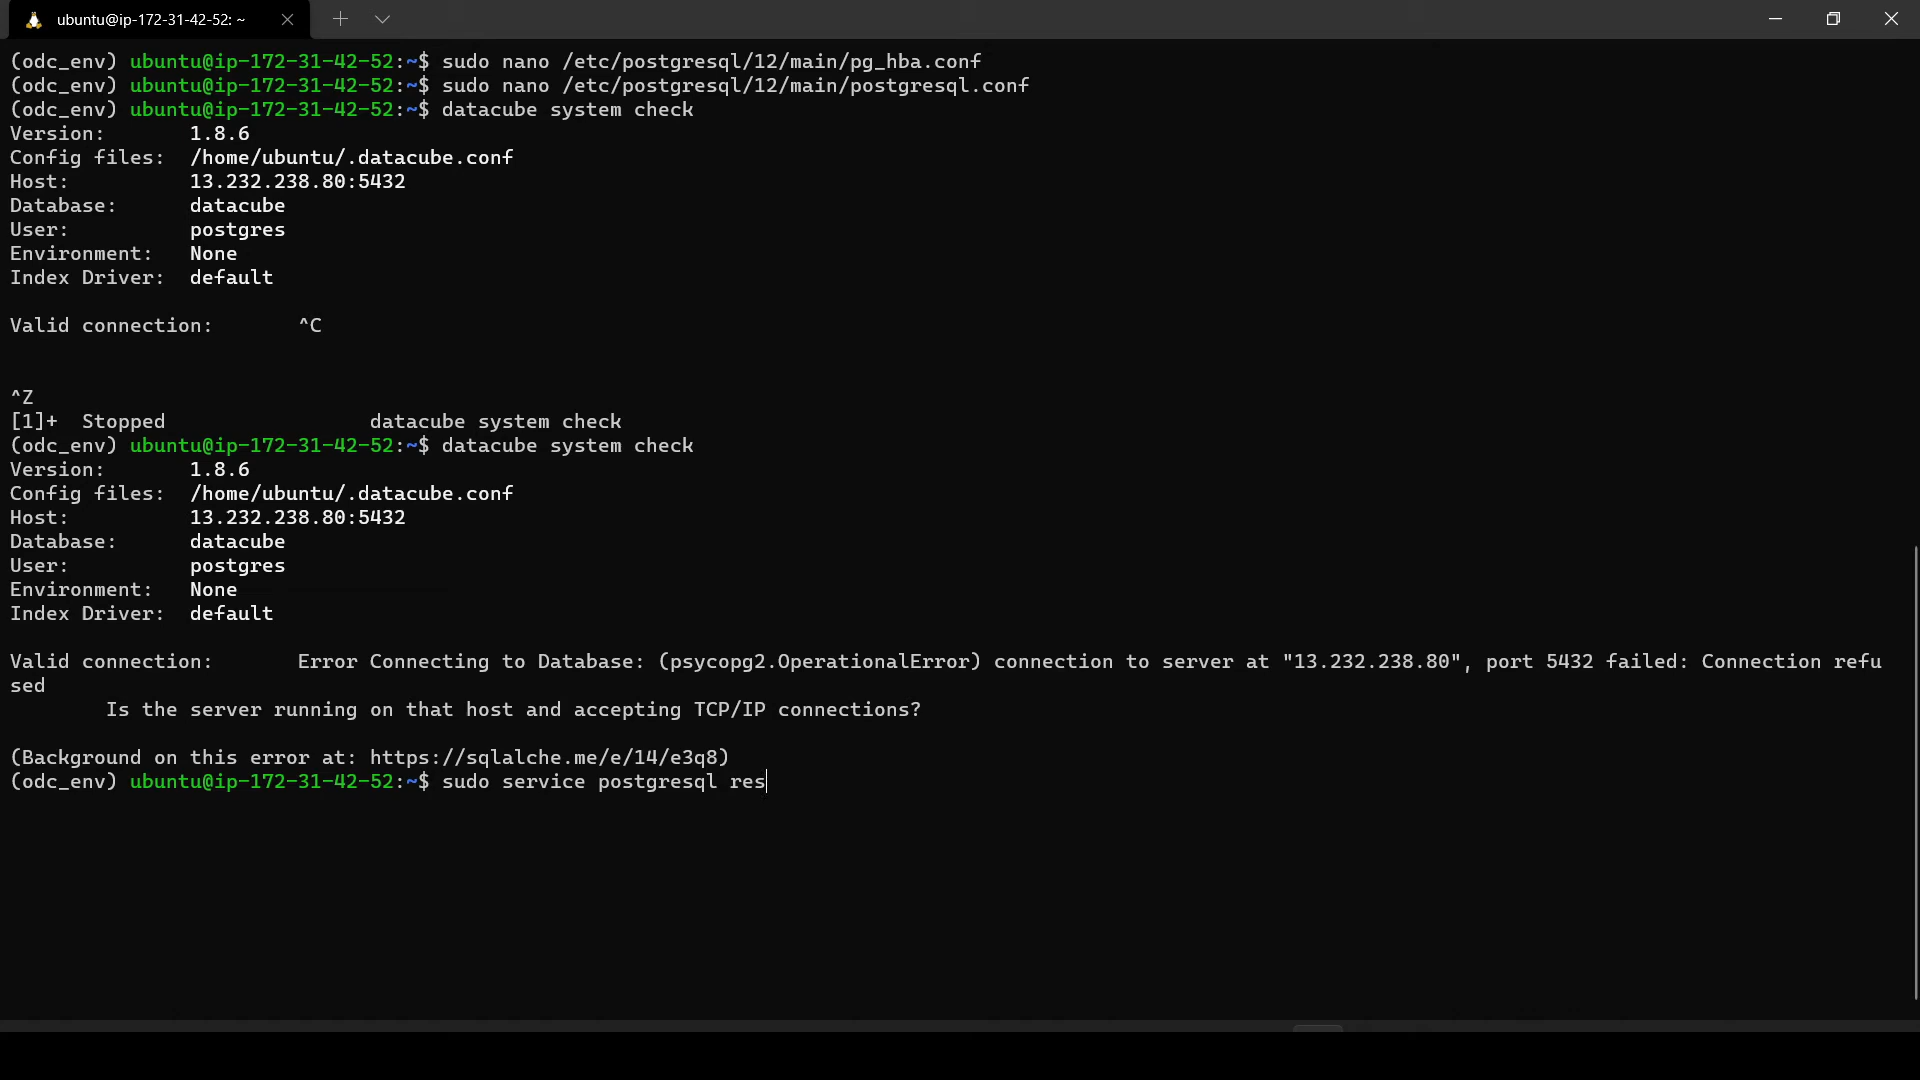 ubuntu@ip-172-31-42-52: ~
(odc_env) ubuntu@ip-172-31-42-52:~$ sudo nano /etc/postgresql/12/main/pg_hba.conf
(odc_env) ubuntu@ip-172-31-42-52:~$ sudo nano /etc/postgresql/12/main/postgresql.conf
(odc_env) ubuntu@ip-172-31-42-52:~$ datacube system check
Version:       1.8.6
Config files:  /home/ubuntu/.datacube.conf
Host:          13.232.238.80:5432
Database:      datacube
User:          postgres
Environment:   None
Index Driver:  default
Valid connection:       ^C
^Z
[1]+  Stopped                 datacube system check
(odc_env) ubuntu@ip-172-31-42-52:~$ datacube system check
Version:       1.8.6
Config files:  /home/ubuntu/.datacube.conf
Host:          13.232.238.80:5432
Database:      datacube
User:          postgres
Environment:   None
Index Driver:  default
Valid connection:       Error Connecting to Database: (psycopg2.OperationalError) connection to server at "13.232.238.80", port 5432 failed: Connection refu
sed
        Is the server running on that host and accepting TCP/IP connections?
(Background on this error at: https://sqlalche.me/e/14/e3q8)
(odc_env) ubuntu@ip-172-31-42-52:~$ sudo service postgresql res